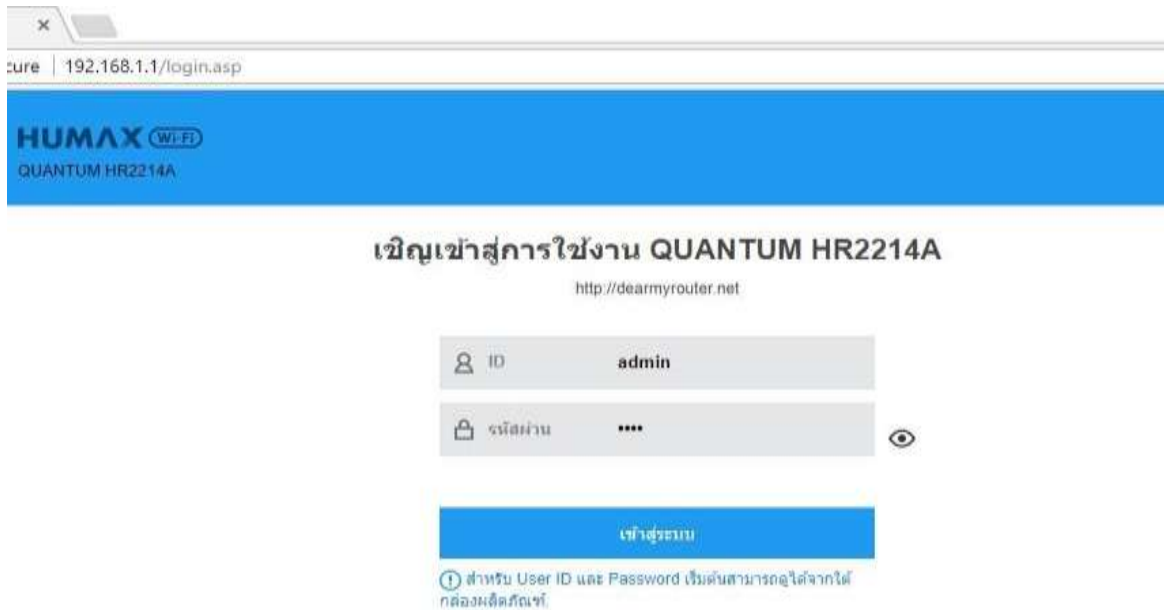 cure | 192.168.1.1/login.asp
HUMAX Wi-Fi
QUANTUM HR2214A
เชิญเข้าสู่การใช้งาน QUANTUM HR2214A
http://dearmyrouter.net
ID admin
รหัสผ่าน ••••
เข้าสู่ระบบ
สำหรับ User ID และ Password เริ่มต้นสามารถดูได้จากใต้
กล่องผลิตภัณฑ์.